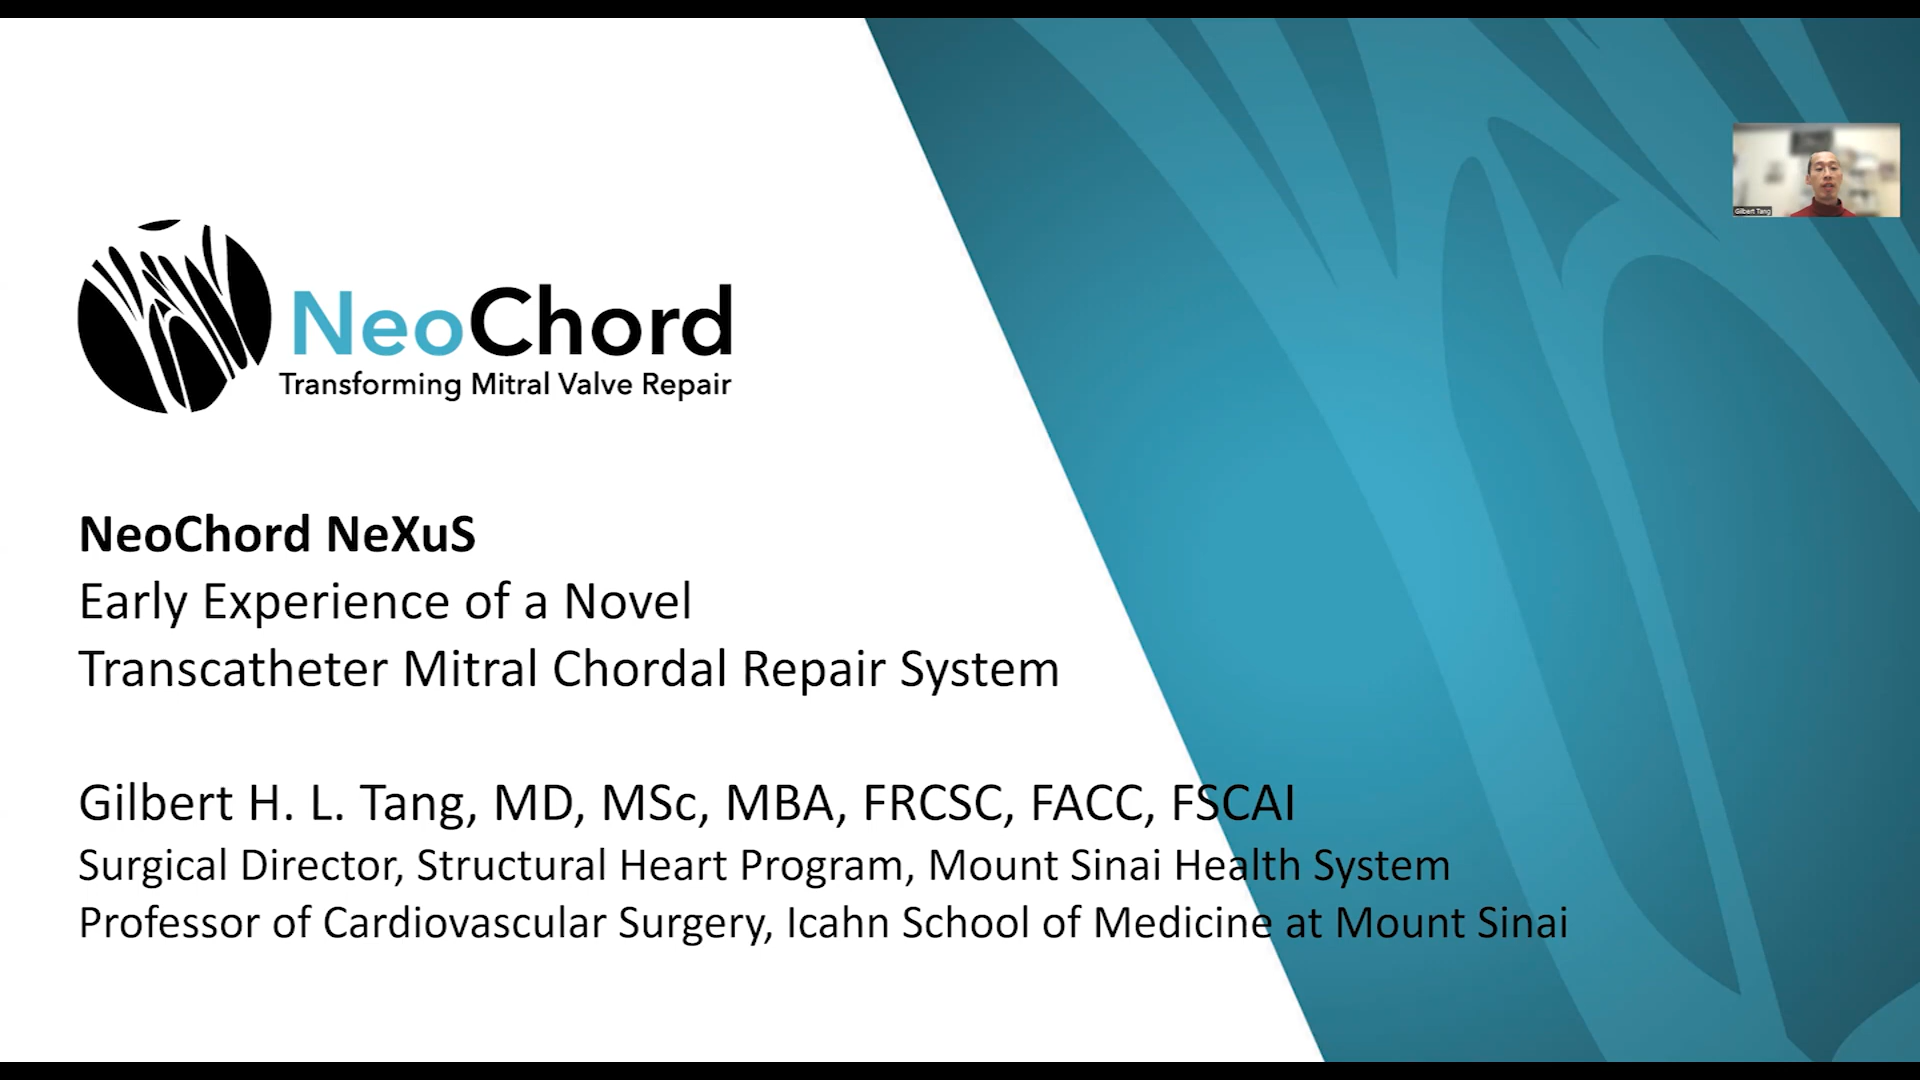 Gilbert Tang
NeoChord
Transforming Mitral Valve Repair
NeoChord NeXuS
Early Experience of a Novel
Transcatheter Mitral Chordal Repair System
Gilbert H. L. Tang, MD, MSc, MBA, FRCSC, FACC, FSCAI
Surgical Director, Structural Heart Program, Mount Sinai Health System
Professor of Cardiovascular Surgery, Icahn School of Medicine at Mount Sinai